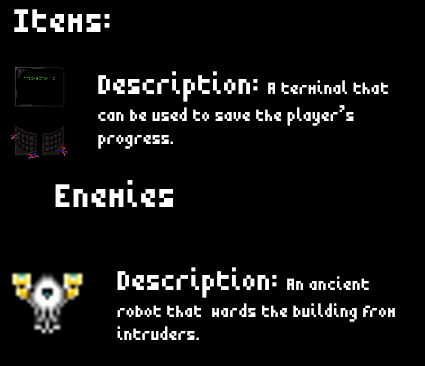 Items:
Description: A terminal that
can be used to save the player's
progress.
Enemies
Description: An ancient
robot that wards the building from
intruders.